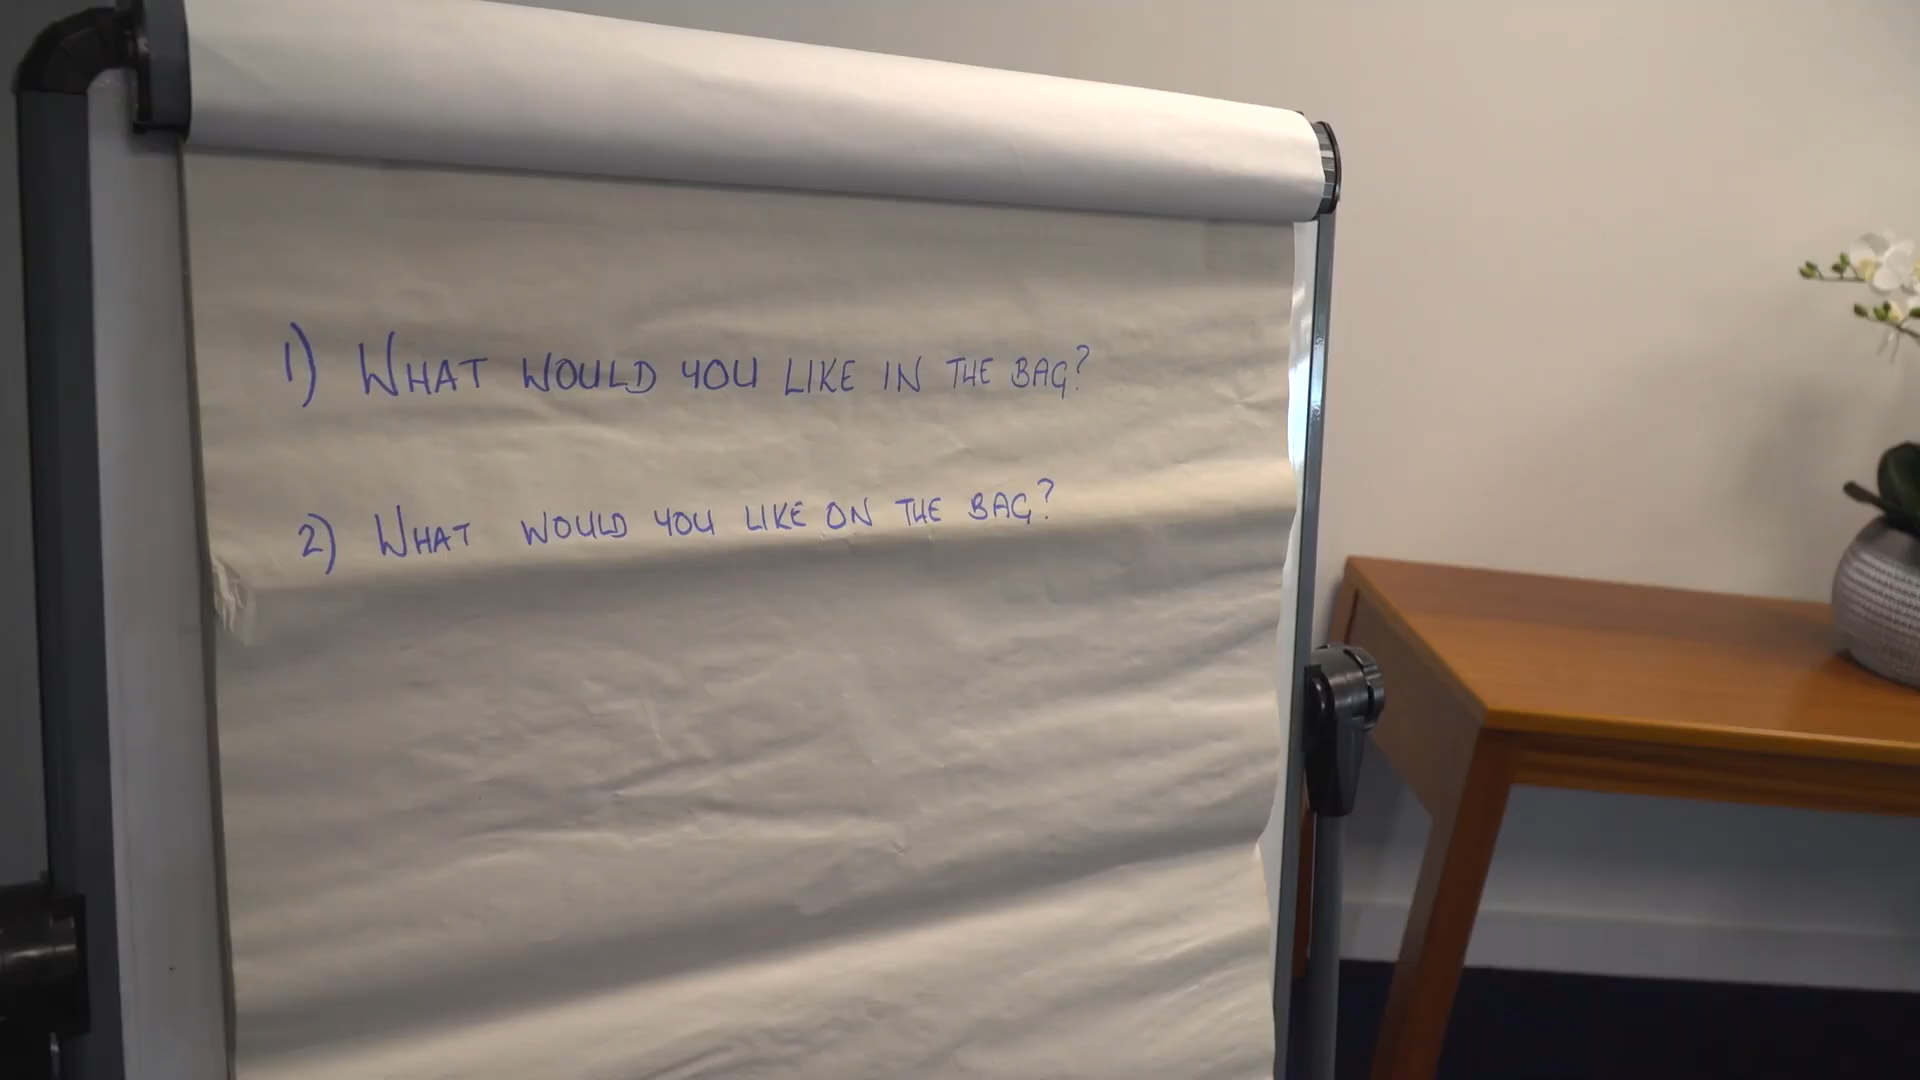 1) WHAT WOULD YOU LIKE IN THE BAG?
2) WHAT WOULD YOU LIKE ON THE BAG?